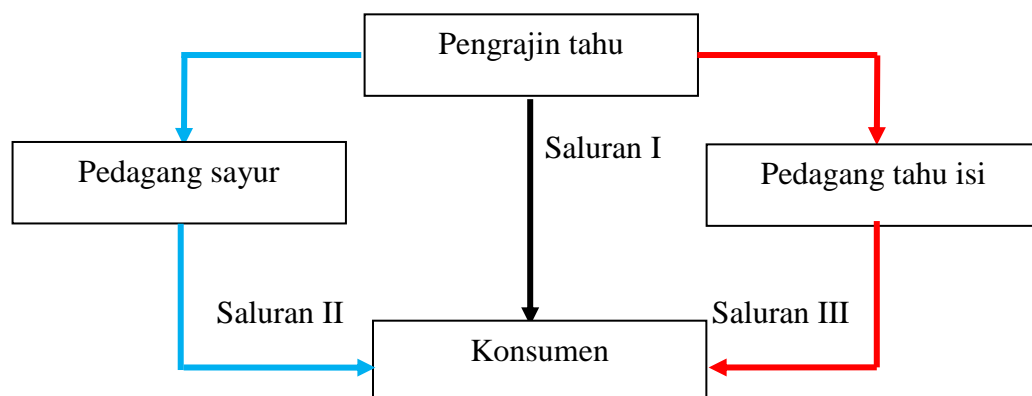 Pengrajin tahu
Saluran I
Pedagang sayur
Pedagang tahu isi
Saluran II
Saluran III
Konsumen